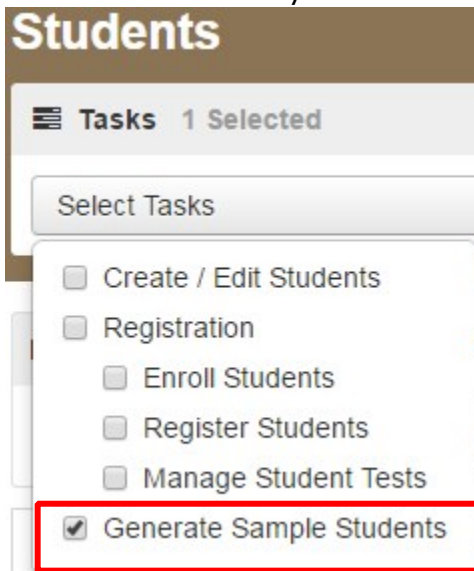 Students
Tasks 1 Selected
Select Tasks
Create / Edit Students
Registration
Enroll Students
Register Students
Manage Student Tests
Generate Sample Students